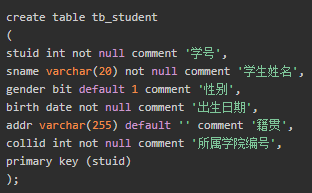 create table tb_student
(
stuid int not null comment '学号',
sname varchar(20) not null comment '学生姓名',
gender bit default 1 comment '性别',
birth date not null comment '出生日期',
addr varchar(255) default '' comment '籍贯',
collid int not null comment '所属学院编号',
primary key (stuid)
);